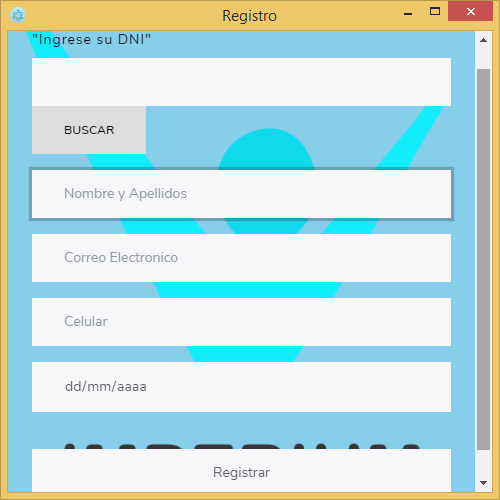 Registro
"Ingrese su DNI"
BUSCAR
Nombre y Apellidos
Correo Electronico
Celular
dd/mm/aaaa
Registrar